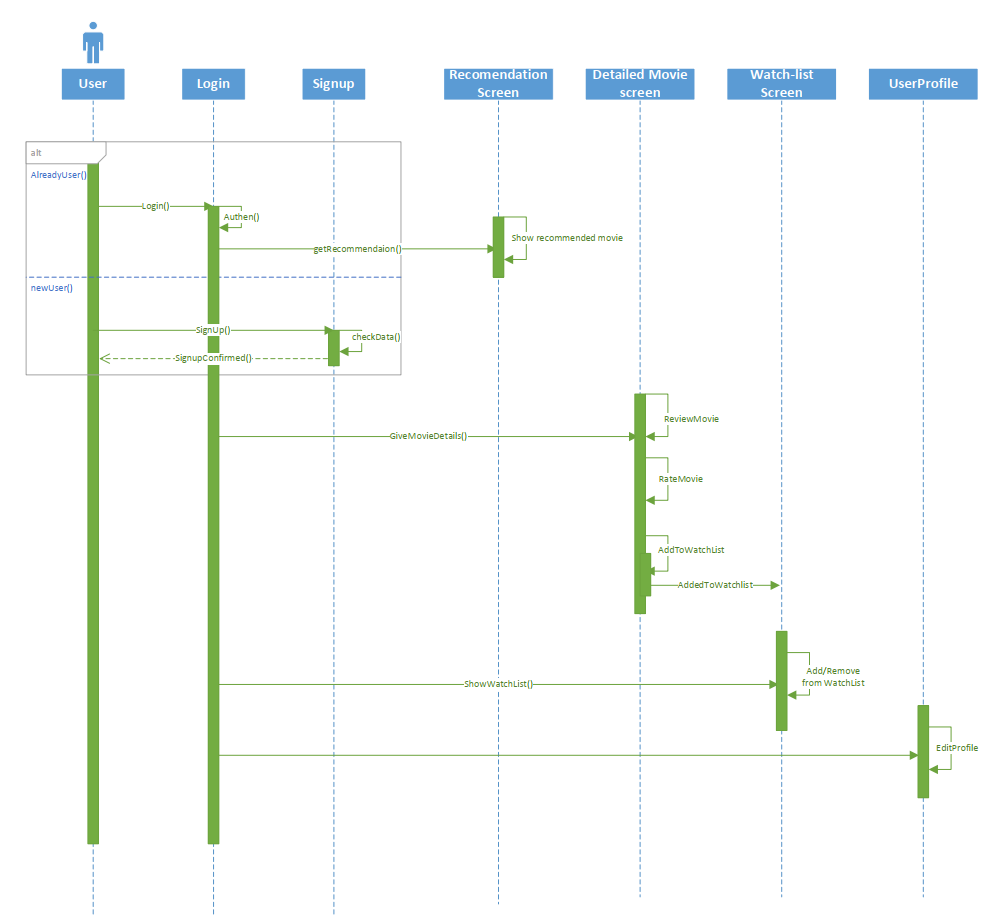 User
Login
Signup
Recomendation
Screen
Detailed Movie
screen
Watch-list
Screen
UserProfile
alt
AlreadyUser()
Login()
Authen()
Show recommended movie
getRecommendaion()
newUser()
SignUp()
checkData()
SignupConfirmed()
ReviewMovie
GiveMovieDetails()
RateMovie
AddToWatchList
AddedToWatchlist
Add/Remove
from WatchList
ShowWatchList()
EditProfile